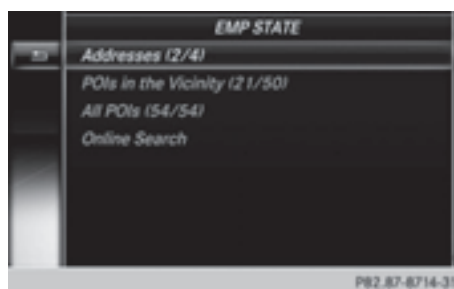 EMP STATE
Addresses (2/4)
POIs in the Vicinity (21/50)
All POIs (54/54)
Online Search
P82.87-8714-31